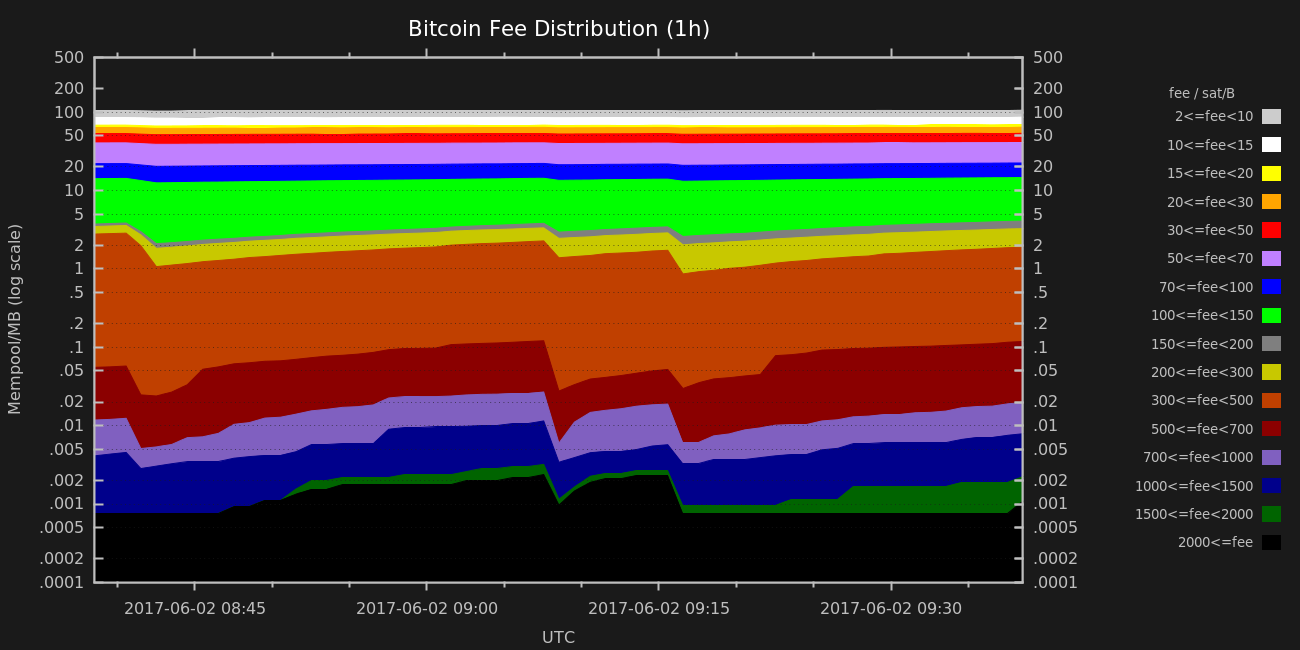 Bitcoin Fee Distribution (1h)
500
200
100
50
20
10
5
2
1
.5
.2
.1
.05
.02
.01
.005
.002
.001
.0005
.0002
.0001
Mempool/MB (log scale)
500
200
100
50
20
10
5
2
1
.5
.2
.1
.05
.02
.01
.005
.002
.001
.0005
.0002
.0001
fee / sat/B
2<=fee<10
10<=fee<15
15<=fee<20
20<=fee<30
30<=fee<50
50<=fee<70
70<=fee<100
100<=fee<150
150<=fee<200
200<=fee<300
300<=fee<500
500<=fee<700
700<=fee<1000
1000<=fee<1500
1500<=fee<2000
2000<=fee
2017-06-02 08:45
2017-06-02 09:00
2017-06-02 09:15
2017-06-02 09:30
UTC